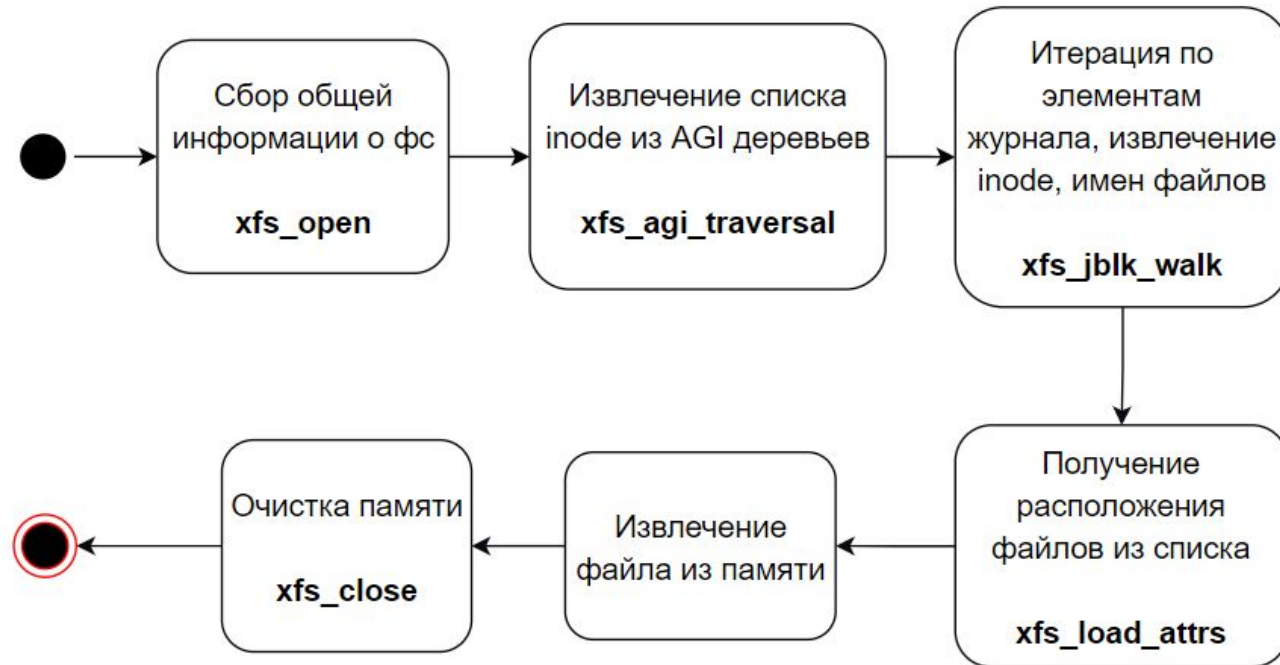 Сбор общей
информации о фс
xfs_open
Извлечение списка
inode из AGI деревьев
xfs_agi_traversal
Итерация по
элементам
журнала, извлечение
inode, имен файлов
xfs_jblk_walk
Получение
расположения
файлов из списка
xfs_load_attrs
Извлечение
файла из памяти
Очистка памяти
xfs_close